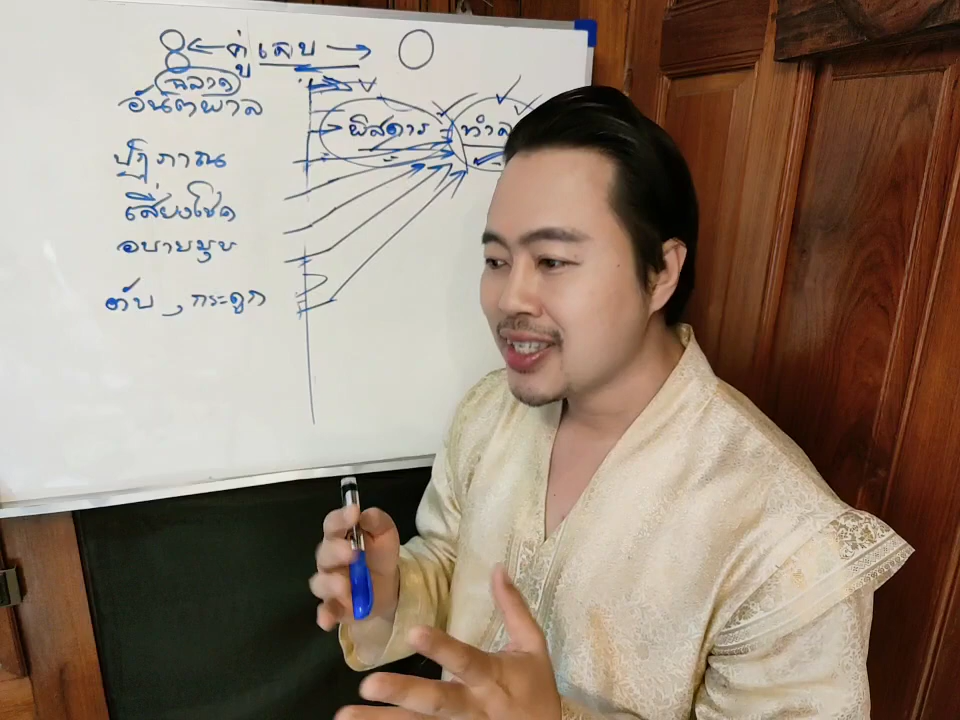 8 ← คู่ เลข → O
ฉลาด
อันตพาล
พิสดาร
ปฏิภาณ
เสี่ยงโชค
อบายมุข
ตับ , กระดูก